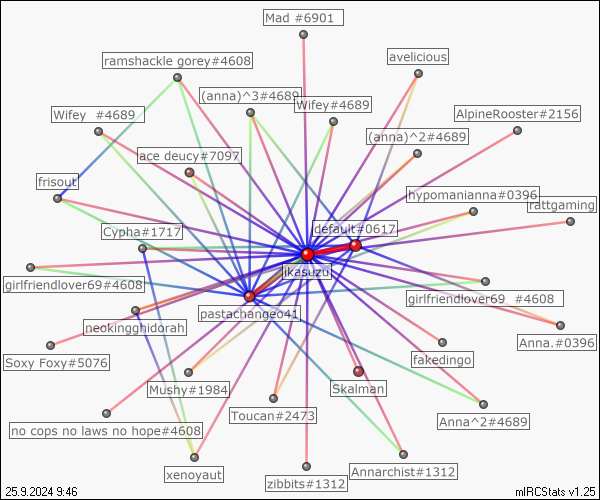 Mad #6901
ramshackle gorey#4608
avelicious
(anna)^3#4689
Wifey#4689
Wifey  #4689
AlpineRooster#2156
(anna)^2#4689
ace deucy#7097
frisout
hypomanianna#0396
rattgaming
default#0617
Cypha#1717
ikasuzu
girlfriendlover69#4608
girlfriendlover69_#4608
pastachangeo41
neokingghidorah
Anna.#0396
Soxy Foxy#5076
fakedingo
Mushy#1984
Skalman
Toucan#2473
Anna^2#4689
no cops no laws no hope#4608
xenoyaut
Annarchist#1312
zibbits#1312
25.9.2024 9:46
mIRCStats v1.25